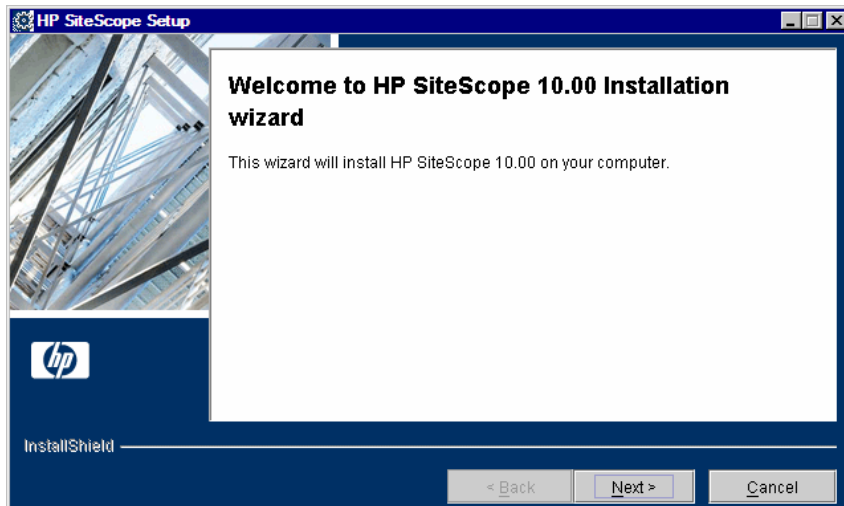 HP SiteScope Setup
Welcome to HP SiteScope 10.00 Installation
wizard
This wizard will install HP SiteScope 10.00 on your computer.
hp
InstallShield
< Back
Next >
Cancel